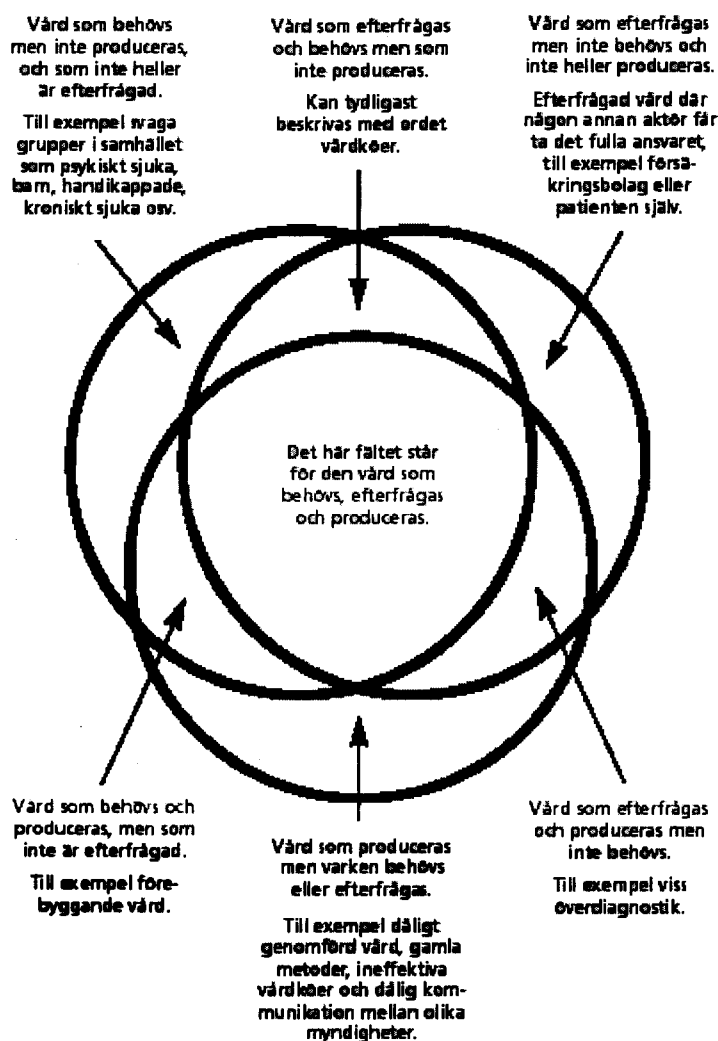 Vård som behövs
men inte produceras,
och som inte heller
är efterfrågad.
Till exempel svaga
grupper i samhället
som psykiskt sjuka,
barn, handikappade,
kroniskt sjuka osv.
Vård som efterfrågas
och behövs men som
inte produceras.
Kan tydligast
beskrivas med ordet
vårdköer.
Vård som efterfrågas
men inte behövs och
inte heller produceras.
Efterfrågad vård där
någon annan aktör får
ta det fulla ansvaret,
till exempel försä-
kringsbolag eller
patienten själv.
Det här fältet står
för den vård som
behövs, efterfrågas
och produceras.
Vård som behövs och
produceras, men som
inte är efterfrågad.
Till exempel före-
byggande vård.
Vård som produceras
men varken behövs
eller efterfrågas.
Till exempel dåligt
genomförd vård, gamla
metoder, ineffektiva
vårdköer och dålig kom-
munikation mellan olika
myndigheter.
Vård som efterfrågas
och produceras men
inte behövs.
Till exempel viss
överdiagnostik.